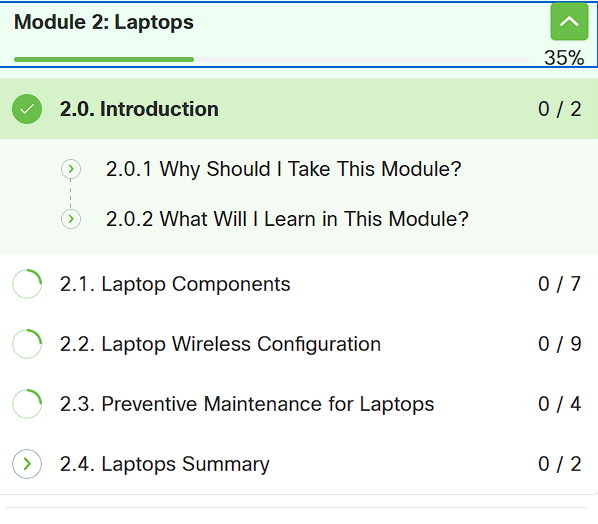 Module 2: Laptops
35%
2.0. Introduction 0 / 2
2.0.1 Why Should I Take This Module?
2.0.2 What Will I Learn in This Module?
2.1. Laptop Components 0 / 7
2.2. Laptop Wireless Configuration 0 / 9
2.3. Preventive Maintenance for Laptops 0 / 4
2.4. Laptops Summary 0 / 2